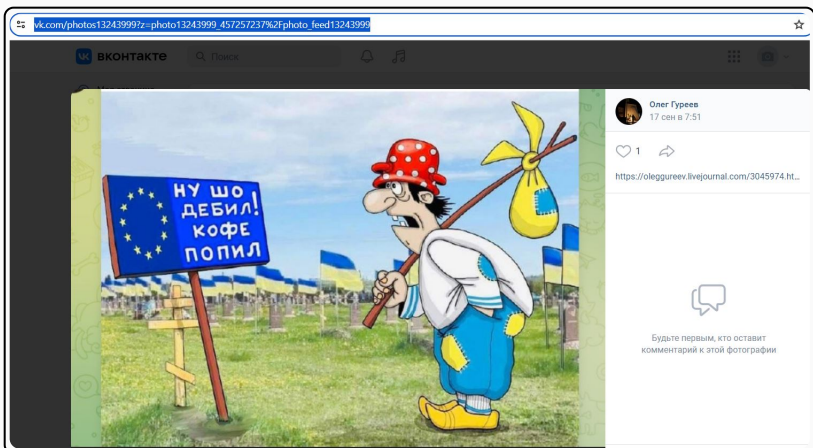 vk.com/photos13243999?z=photo13243999_457257237%2Fphoto_feed13243999
вконтакте
Поиск
Олег Гуреев
17 сен в 7:51
1
https://oleggureev.livejournal.com/3045974.ht...
НУ ШО
ДЕБИЛ!
КОФЕ
ПОПИЛ
Будьте первым, кто оставит
комментарий к этой фотографии